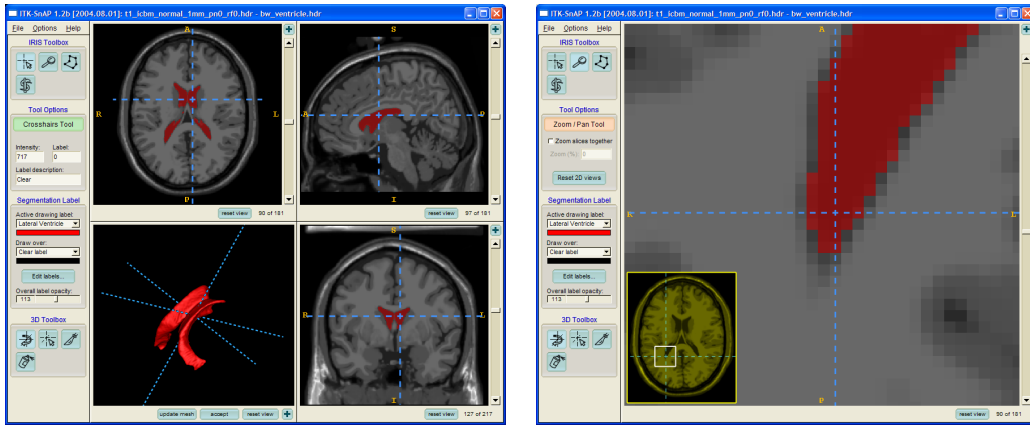 ITK-SnAP 1.2b [2004.08.01]: t1_icbm_normal_1mm_pn0_rf0.hdr - bw_ventricle.hdr
File Options Help
IRIS Toolbox
Tool Options
Crosshairs Tool
Intensity: Label:
717 0
Label description:
Clear
Segmentation Label
Active drawing label:
Lateral Ventricle
Draw over:
Clear label
Edit labels...
Overall label opacity:
113
3D Toolbox
A
R L
P
reset view 90 of 181
S
A P
I
reset view 97 of 181
update mesh accept reset view
S
R L
I
reset view 127 of 217
ITK-SnAP 1.2b [2004.08.01]: t1_icbm_normal_1mm_pn0_rf0.hdr - bw_ventricle.hdr
File Options Help
IRIS Toolbox
Tool Options
Zoom / Pan Tool
Zoom slices together
Zoom (%): 6
Reset 2D views
Segmentation Label
Active drawing label:
Lateral Ventricle
Draw over:
Clear label
Edit labels...
Overall label opacity:
113
3D Toolbox
A
R L
P
reset view 90 of 181